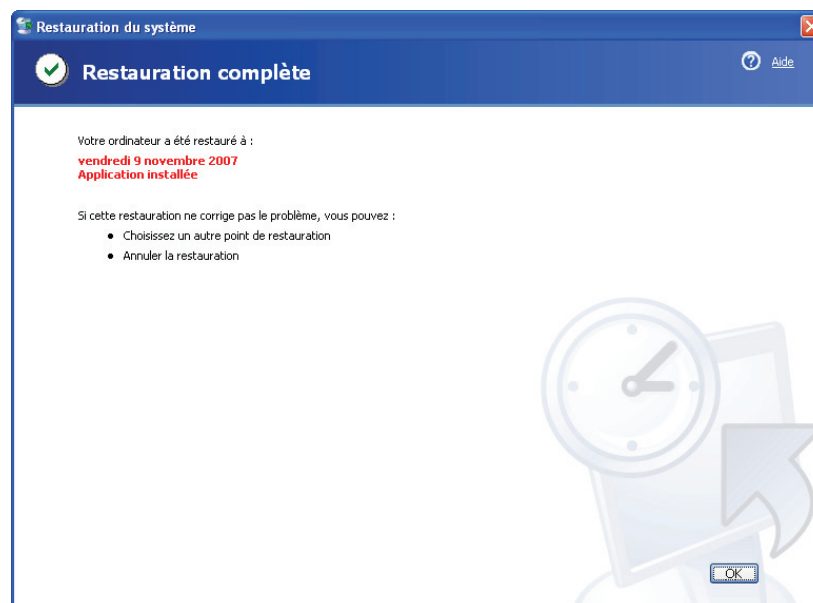 Restauration du système
Restauration complète
Aide
Votre ordinateur a été restauré à :
vendredi 9 novembre 2007
Application installée
Si cette restauration ne corrige pas le problème, vous pouvez :
• Choisissez un autre point de restauration
• Annuler la restauration
OK